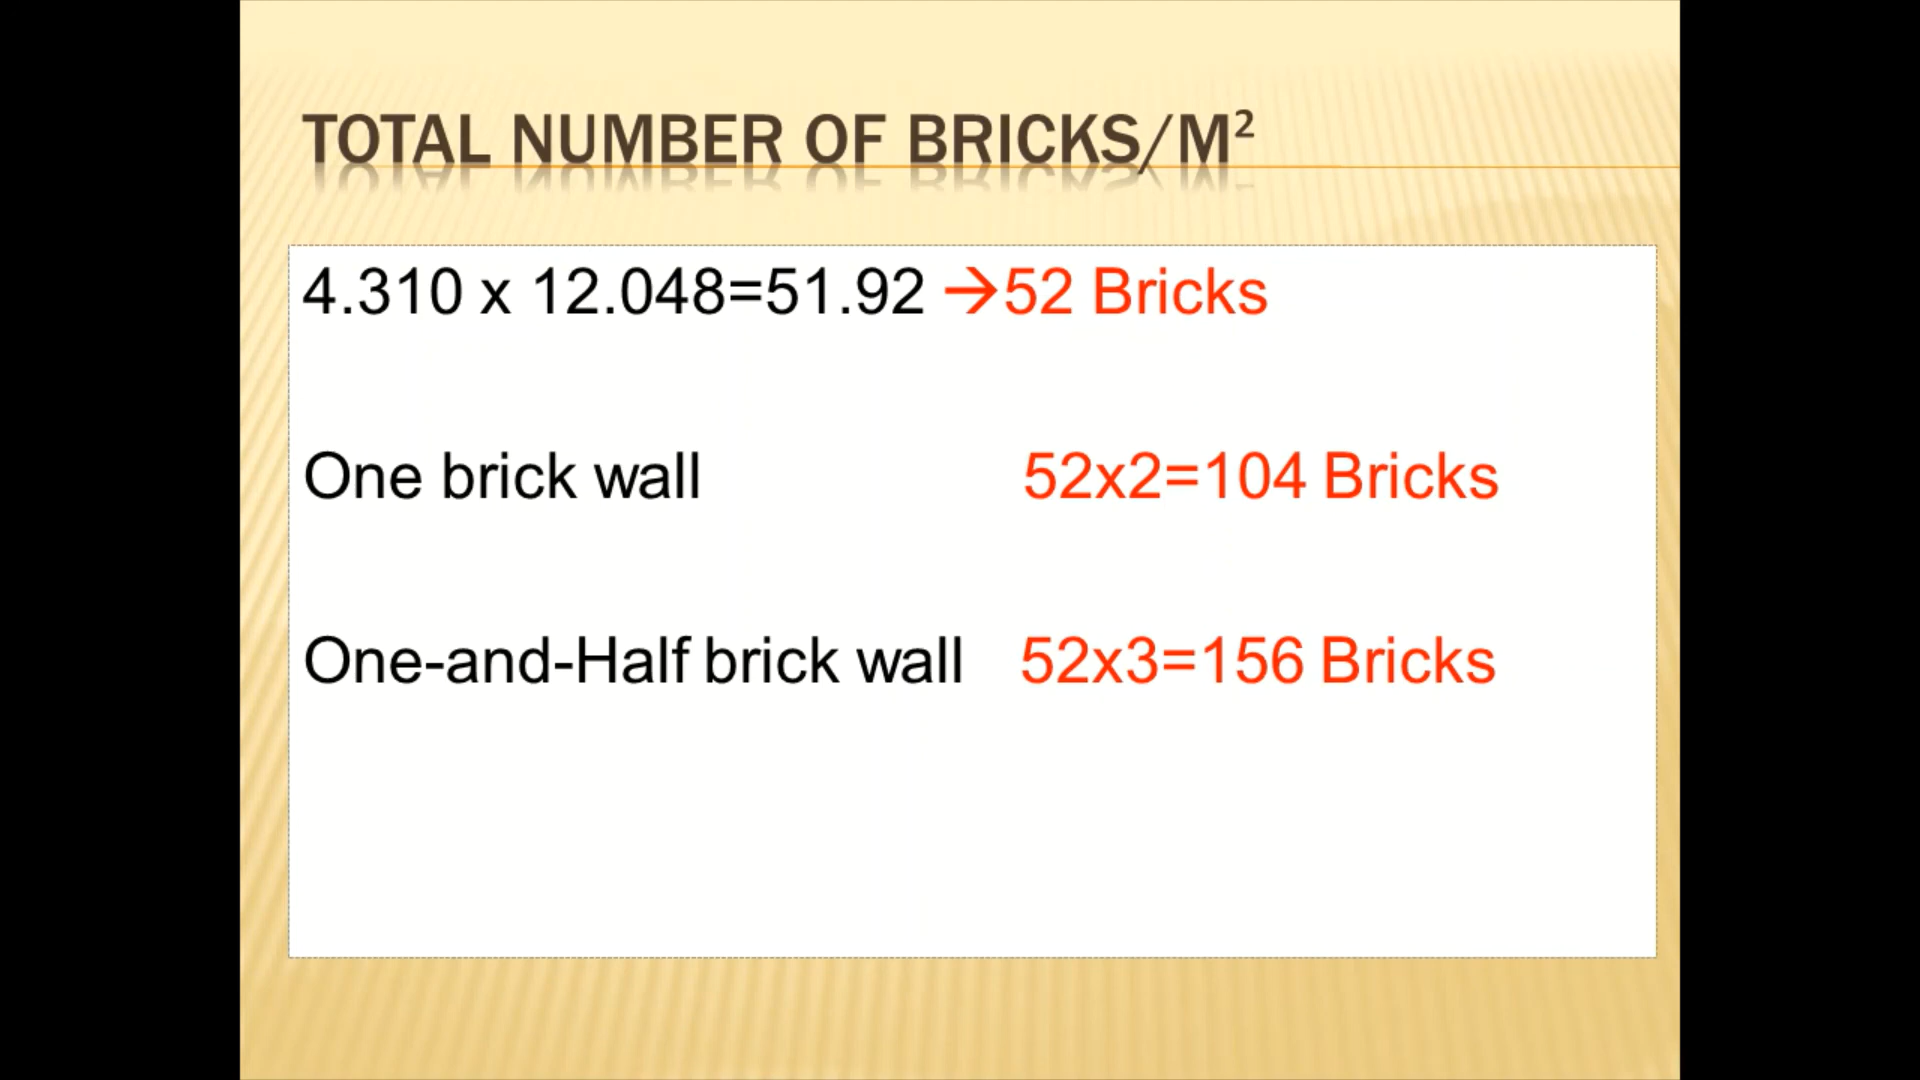 TOTAL NUMBER OF BRICKS/M²
4.310 x 12.048=51.92 →52 Bricks
One brick wall 52x2=104 Bricks
One-and-Half brick wall 52x3=156 Bricks